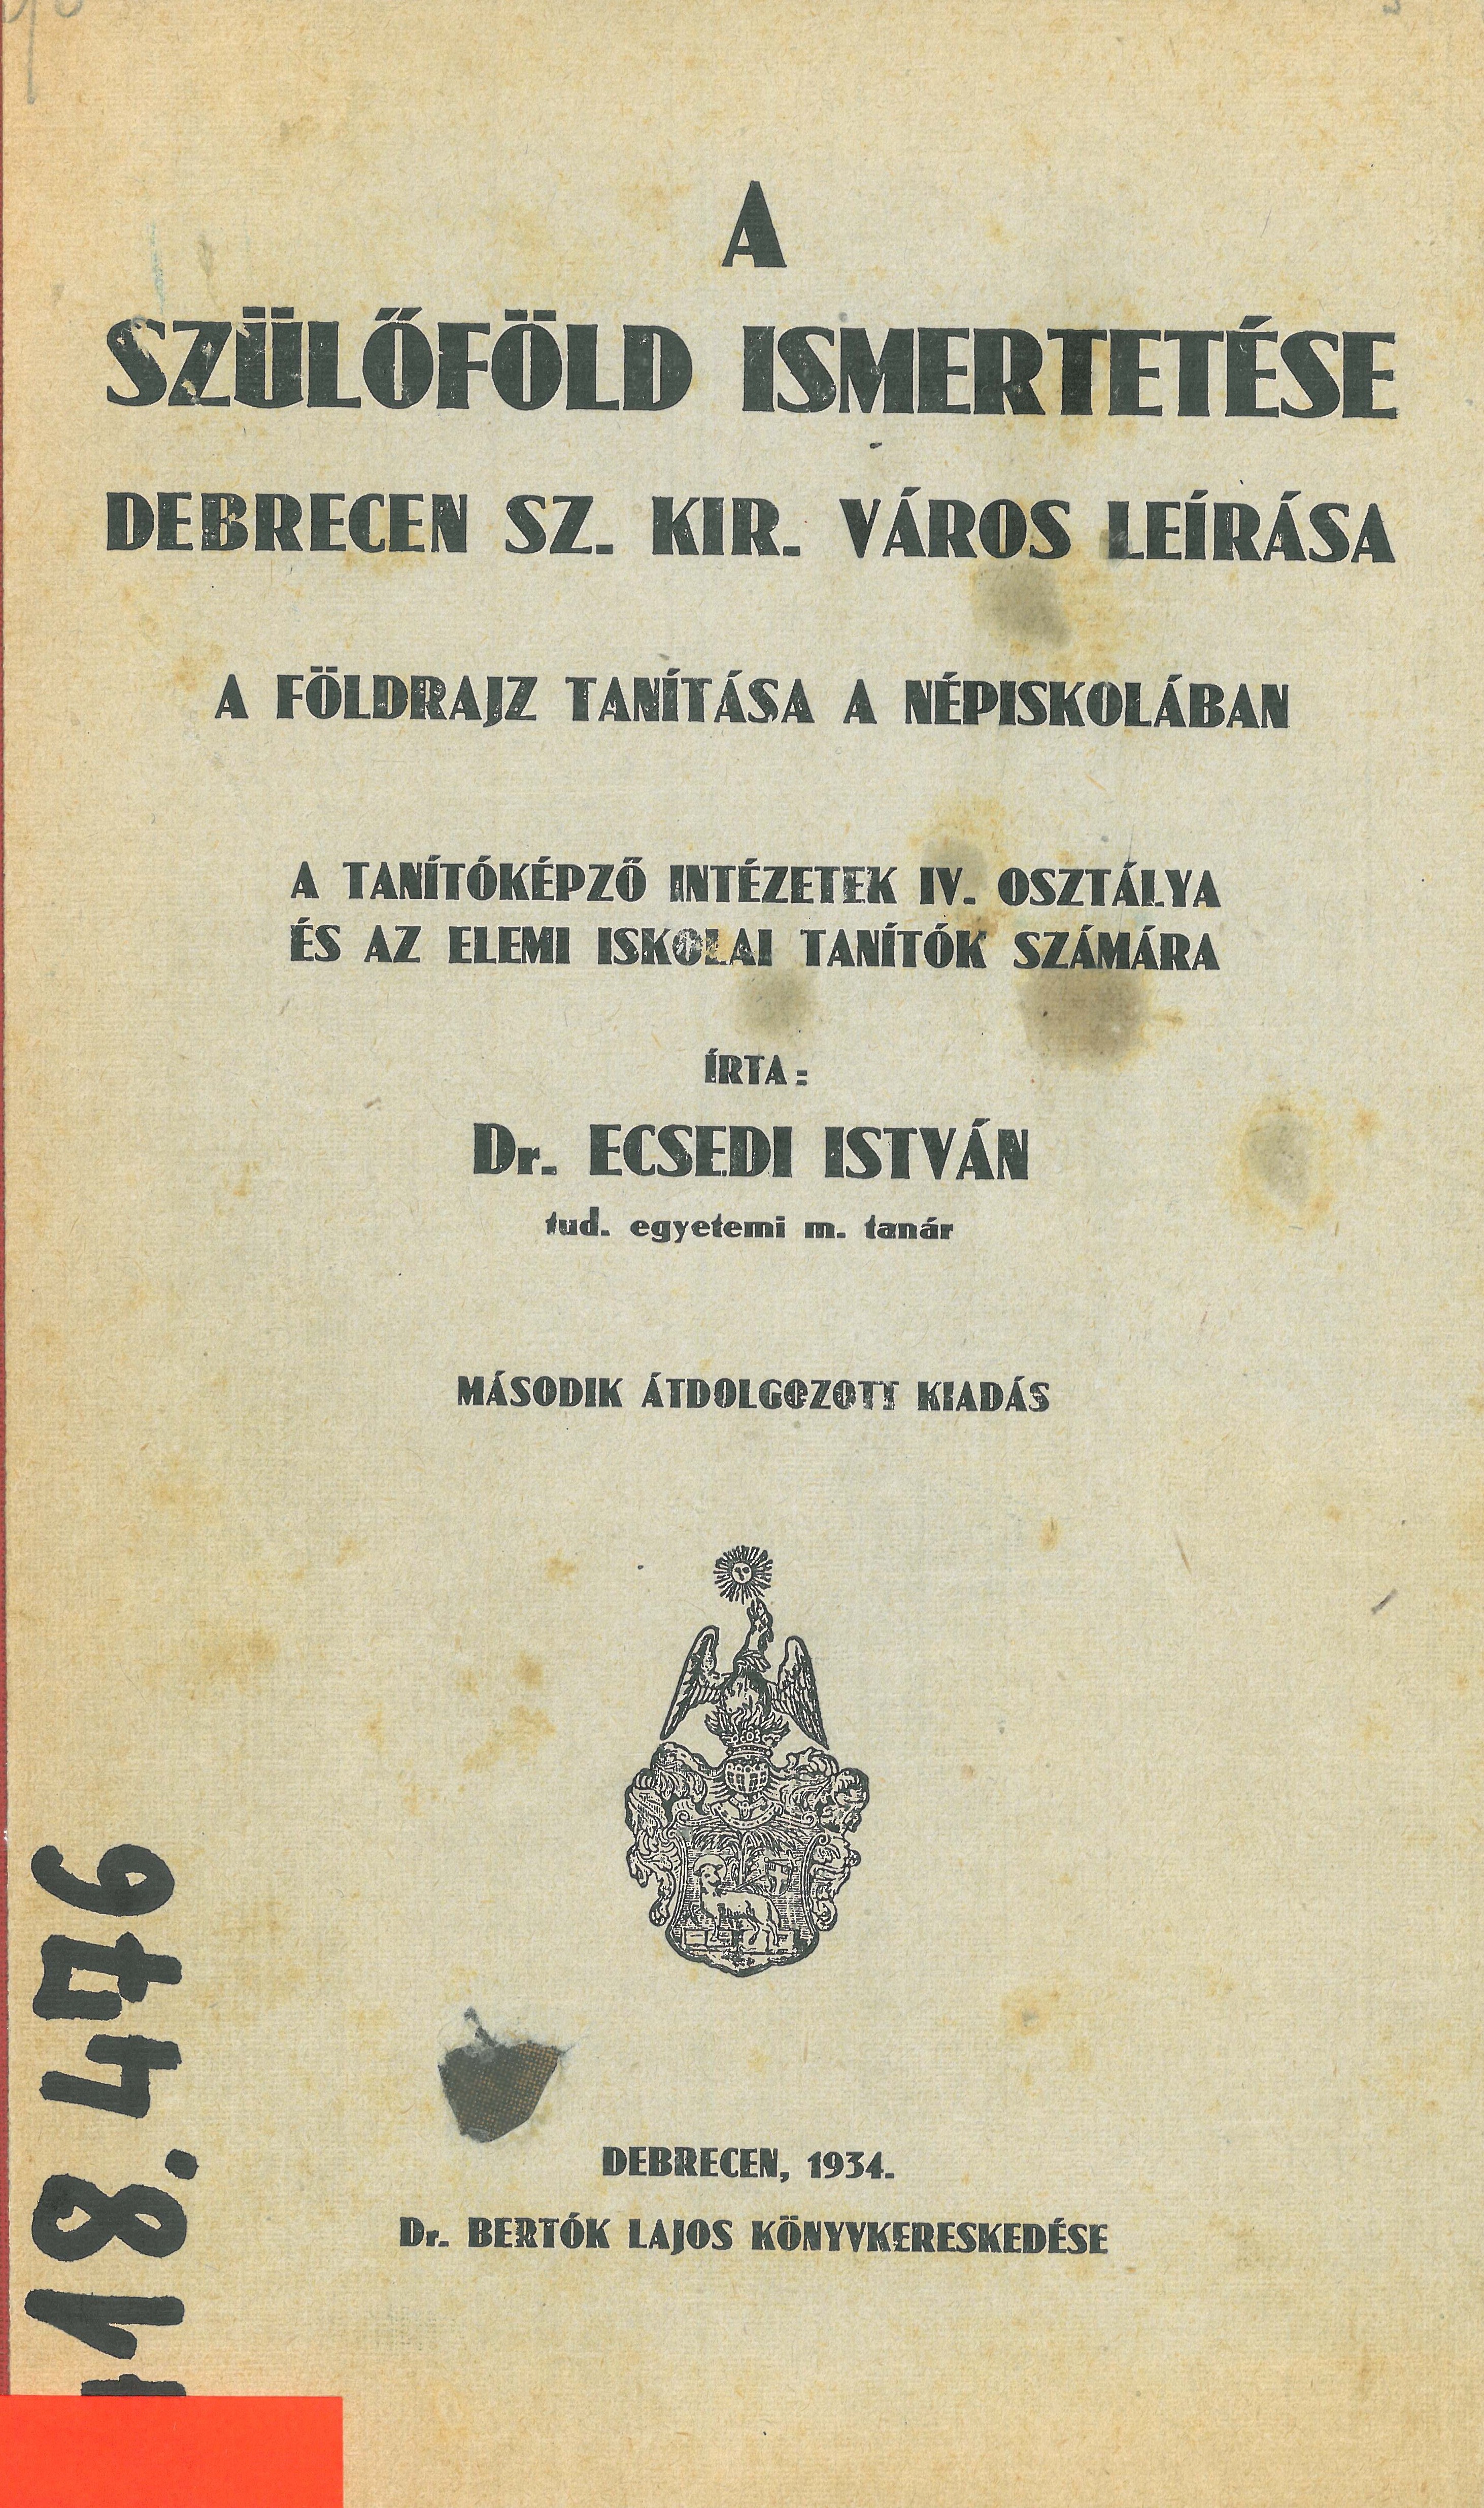 A
SZÜLŐFÖLD ISMERTETÉSE
DEBRECEN SZ. KIR. VÁROS LEÍRÁSA
A FÖLDRAJZ TANÍTÁSA A NÉPISKOLÁBAN
A TANÍTÓKÉPZŐ INTÉZETEK IV. OSZTÁLYA
ÉS AZ ELEMI ISKOLAI TANÍTÓK SZÁMÁRA
ÍRTA:
Dr. ECSEDI ISTVÁN
tud. egyetemi m. tanár
MÁSODIK ÁTDOLGOZOTT KIADÁS
DEBRECEN, 1934.
Dr. BERTÓK LAJOS KÖNYVKERESKEDÉSE
18.476